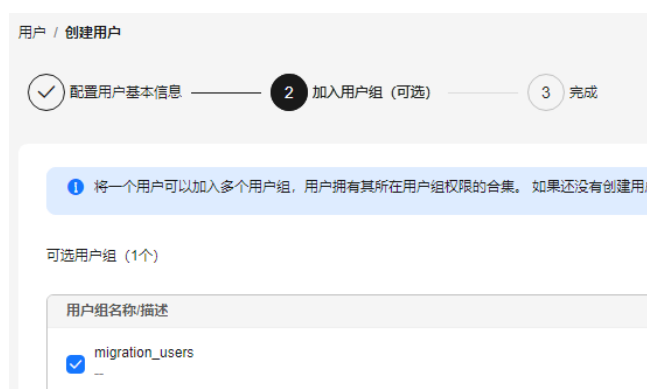 用户 / 创建用户
配置用户基本信息 2 加入用户组（可选） 3 完成
将一个用户可以加入多个用户组，用户拥有其所在用户组权限的合集。 如果还没有创建用
可选用户组（1个）
用户组名称/描述
migration_users
--